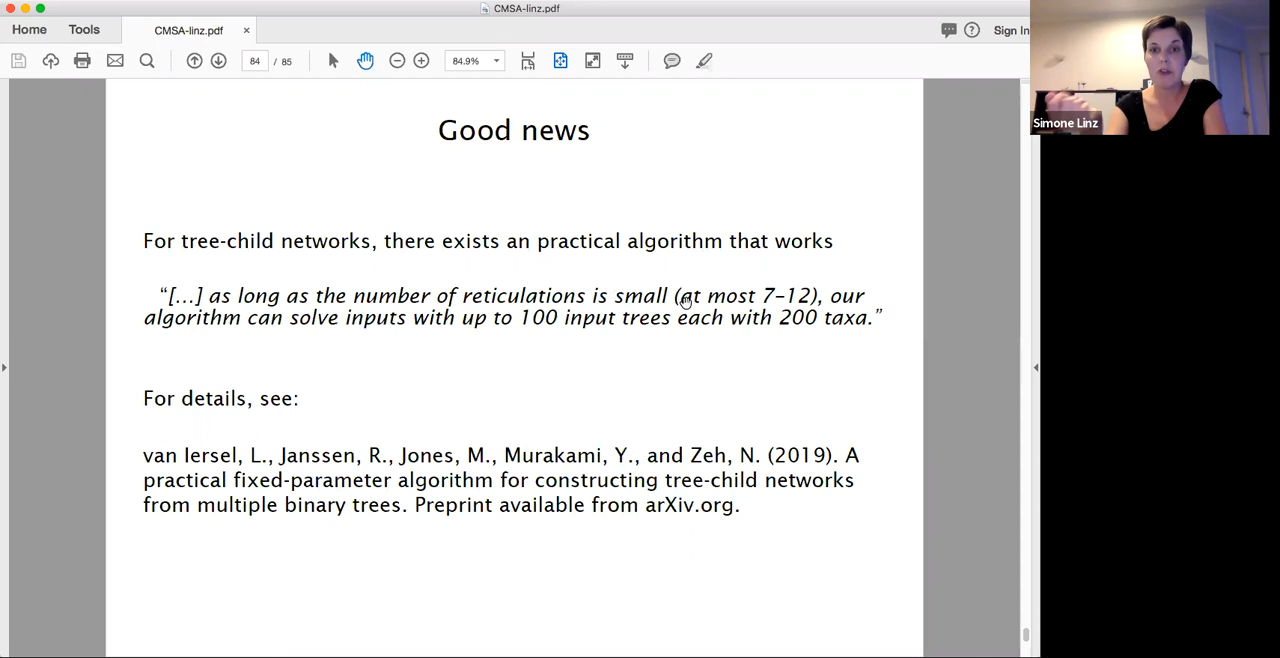 CMSA-linz.pdf
Home Tools CMSA-linz.pdf × Sign In
84 / 85 84.9%
Simone Linz
Good news
For tree-child networks, there exists an practical algorithm that works
“[…] as long as the number of reticulations is small (at most 7–12), our
algorithm can solve inputs with up to 100 input trees each with 200 taxa.”
For details, see:
van Iersel, L., Janssen, R., Jones, M., Murakami, Y., and Zeh, N. (2019). A
practical fixed-parameter algorithm for constructing tree-child networks
from multiple binary trees. Preprint available from arXiv.org.